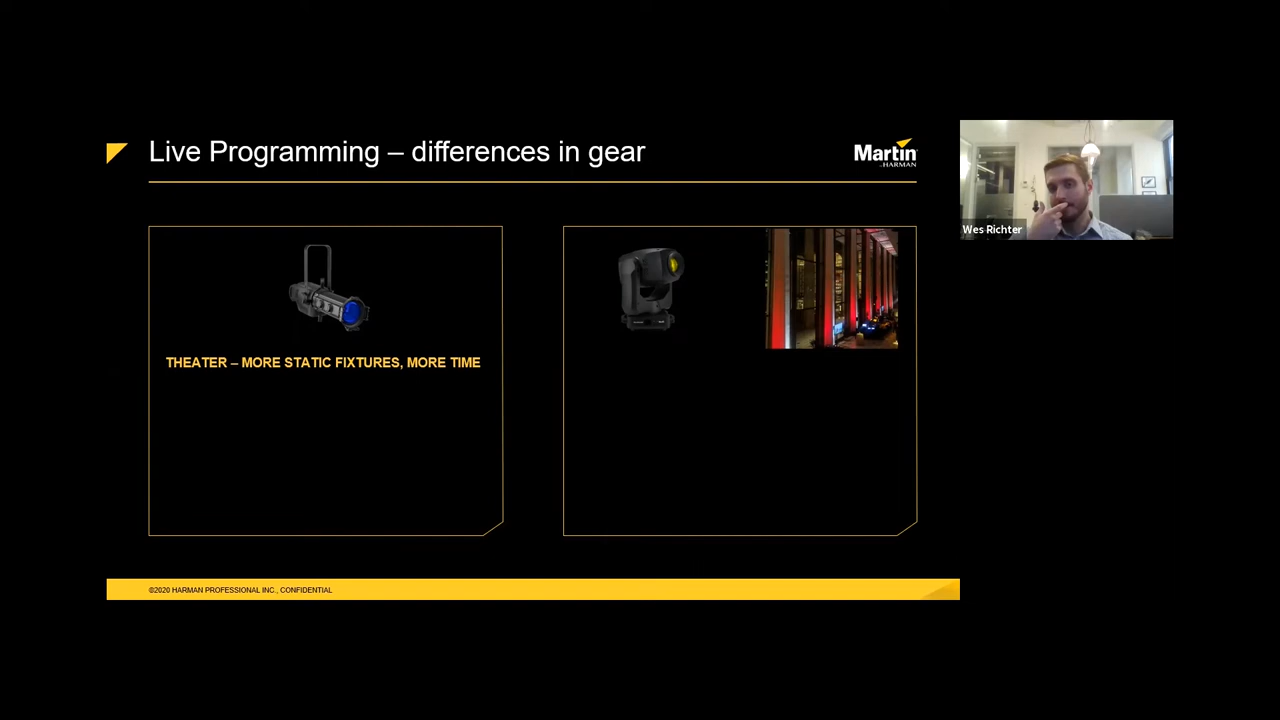 Live Programming – differences in gear
Martin
by HARMAN
Wes Richter
THEATER – MORE STATIC FIXTURES, MORE TIME
©2020 HARMAN PROFESSIONAL INC., CONFIDENTIAL